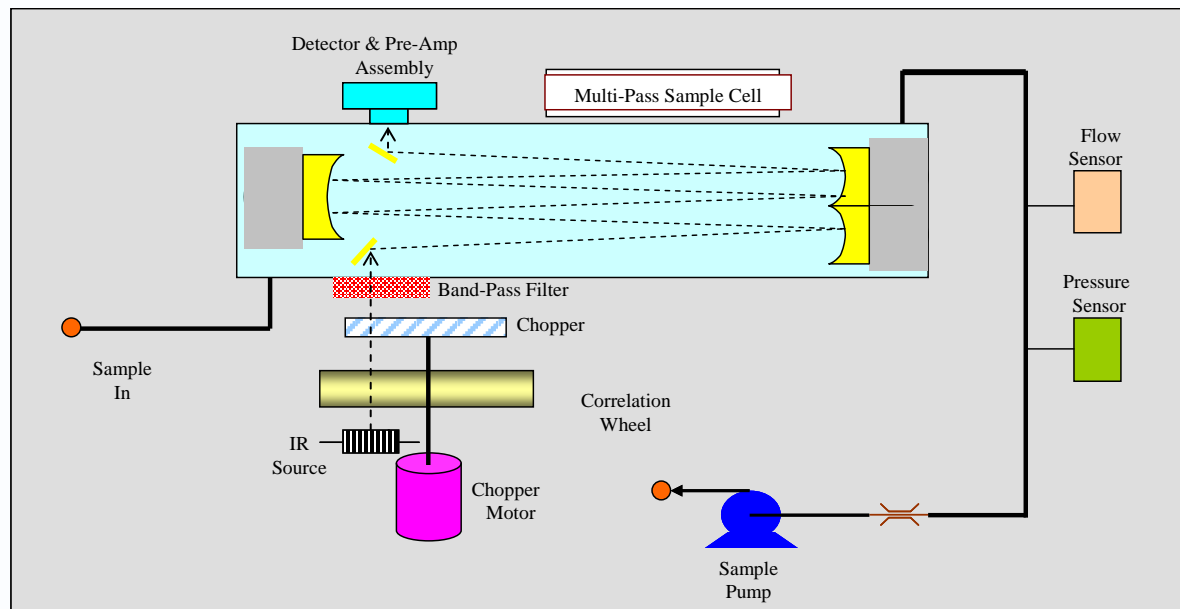 Detector & Pre-Amp
Assembly
Multi-Pass Sample Cell
Flow
Sensor
Band-Pass Filter
Pressure
Sensor
Chopper
Sample
In
Correlation
Wheel
IR
Source
Chopper
Motor
Sample
Pump